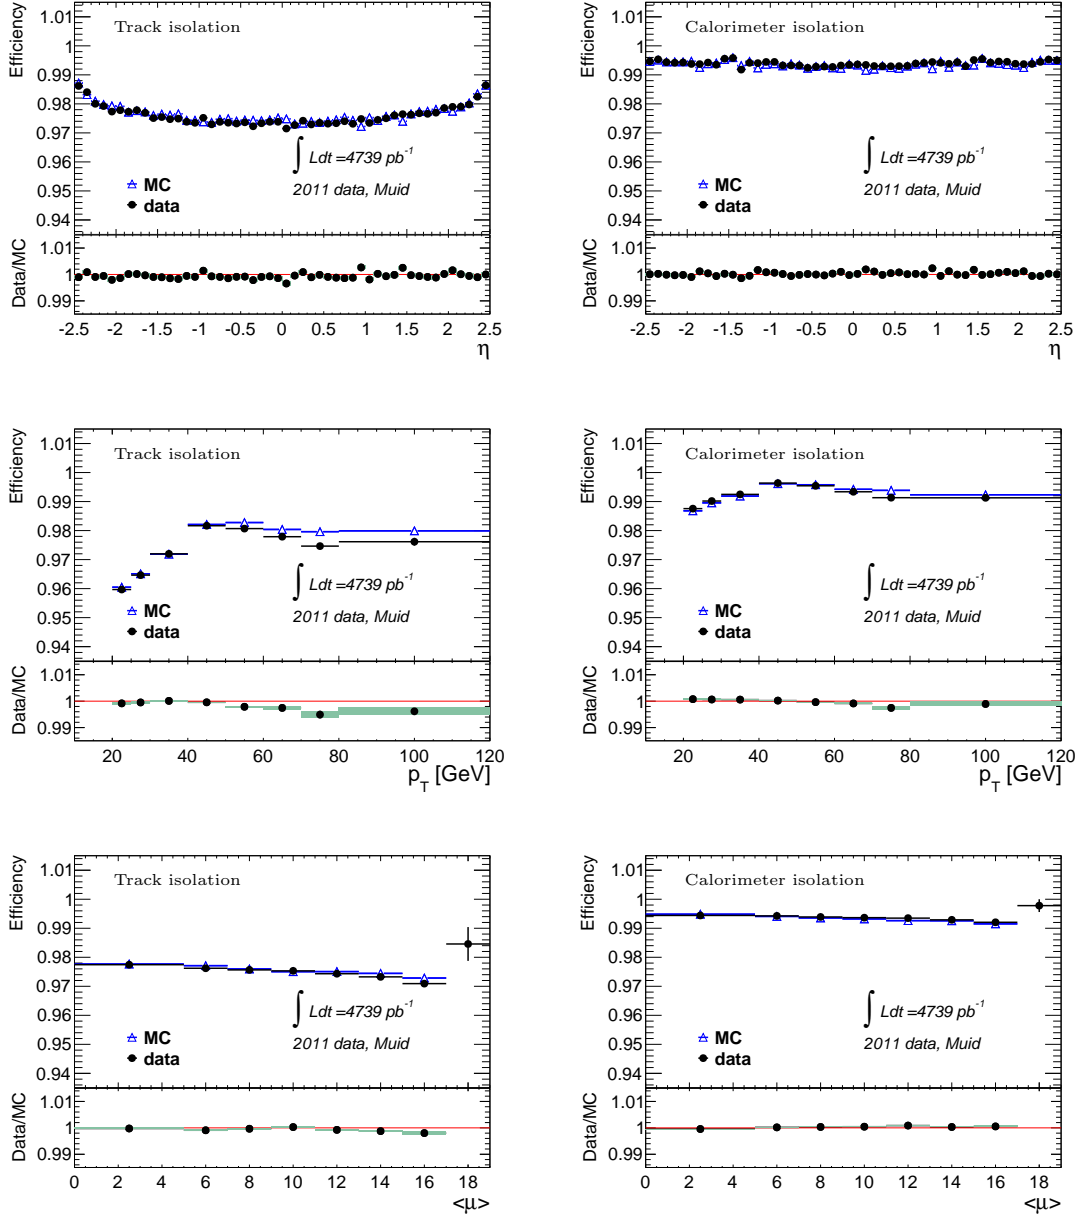 Efficiency
Track isolation
1.01
1
0.99
0.98
0.97
0.96
0.95
0.94
∫ Ldt =4739 pb⁻¹
2011 data, Muid
MC
data
Data/MC
1.01
1
0.99
-2.5 -2 -1.5 -1 -0.5 0 0.5 1 1.5 2 2.5
η
Efficiency
Calorimeter isolation
1.01
1
0.99
0.98
0.97
0.96
0.95
0.94
∫ Ldt =4739 pb⁻¹
2011 data, Muid
MC
data
Data/MC
1.01
1
0.99
-2.5 -2 -1.5 -1 -0.5 0 0.5 1 1.5 2 2.5
η
Efficiency
Track isolation
1.01
1
0.99
0.98
0.97
0.96
0.95
0.94
∫ Ldt =4739 pb⁻¹
2011 data, Muid
MC
data
Data/MC
1.01
1
0.99
20 40 60 80 100 120
p_T [GeV]
Efficiency
Calorimeter isolation
1.01
1
0.99
0.98
0.97
0.96
0.95
0.94
∫ Ldt =4739 pb⁻¹
2011 data, Muid
MC
data
Data/MC
1.01
1
0.99
20 40 60 80 100 120
p_T [GeV]
Efficiency
Track isolation
1.01
1
0.99
0.98
0.97
0.96
0.95
0.94
∫ Ldt =4739 pb⁻¹
2011 data, Muid
MC
data
Data/MC
1.01
1
0.99
0 2 4 6 8 10 12 14 16 18
<μ>
Efficiency
Calorimeter isolation
1.01
1
0.99
0.98
0.97
0.96
0.95
0.94
∫ Ldt =4739 pb⁻¹
2011 data, Muid
MC
data
Data/MC
1.01
1
0.99
0 2 4 6 8 10 12 14 16 18
<μ>